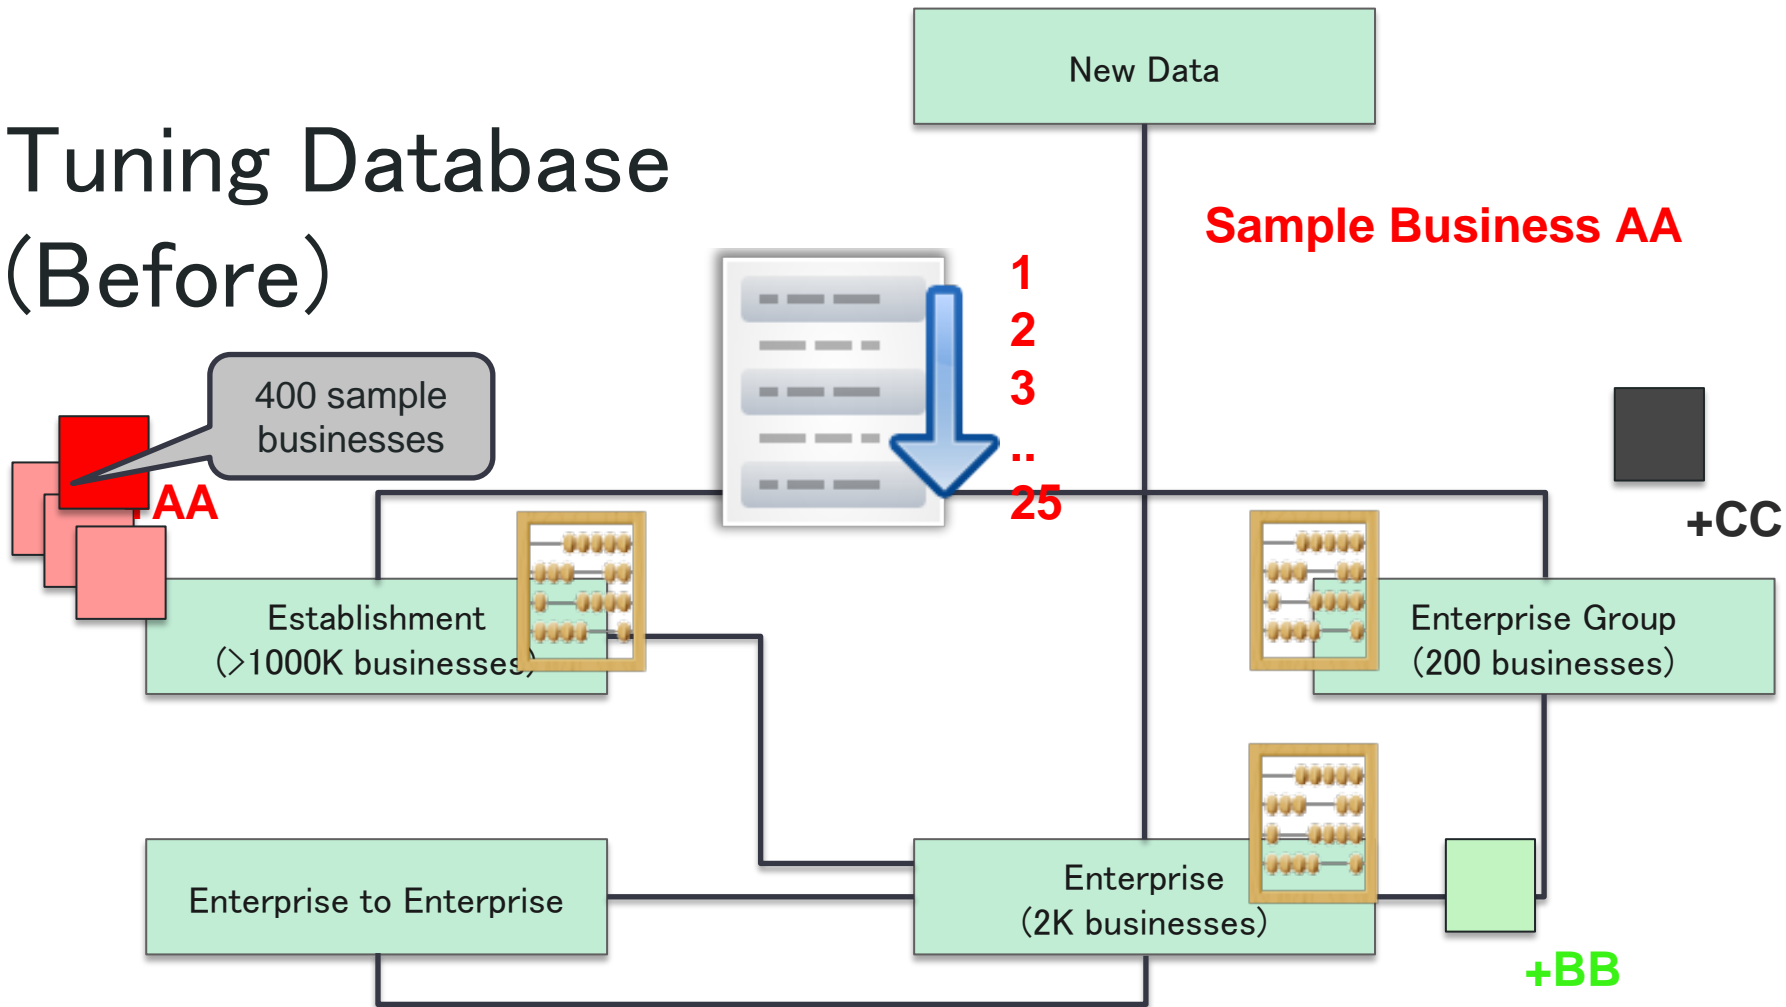 New Data
Tuning Database
(Before)
Sample Business AA
1
2
3
..
25
400 sample
businesses
AA
+CC
Establishment
(>1000K businesses)
Enterprise Group
(200 businesses)
Enterprise to Enterprise
Enterprise
(2K businesses)
+BB